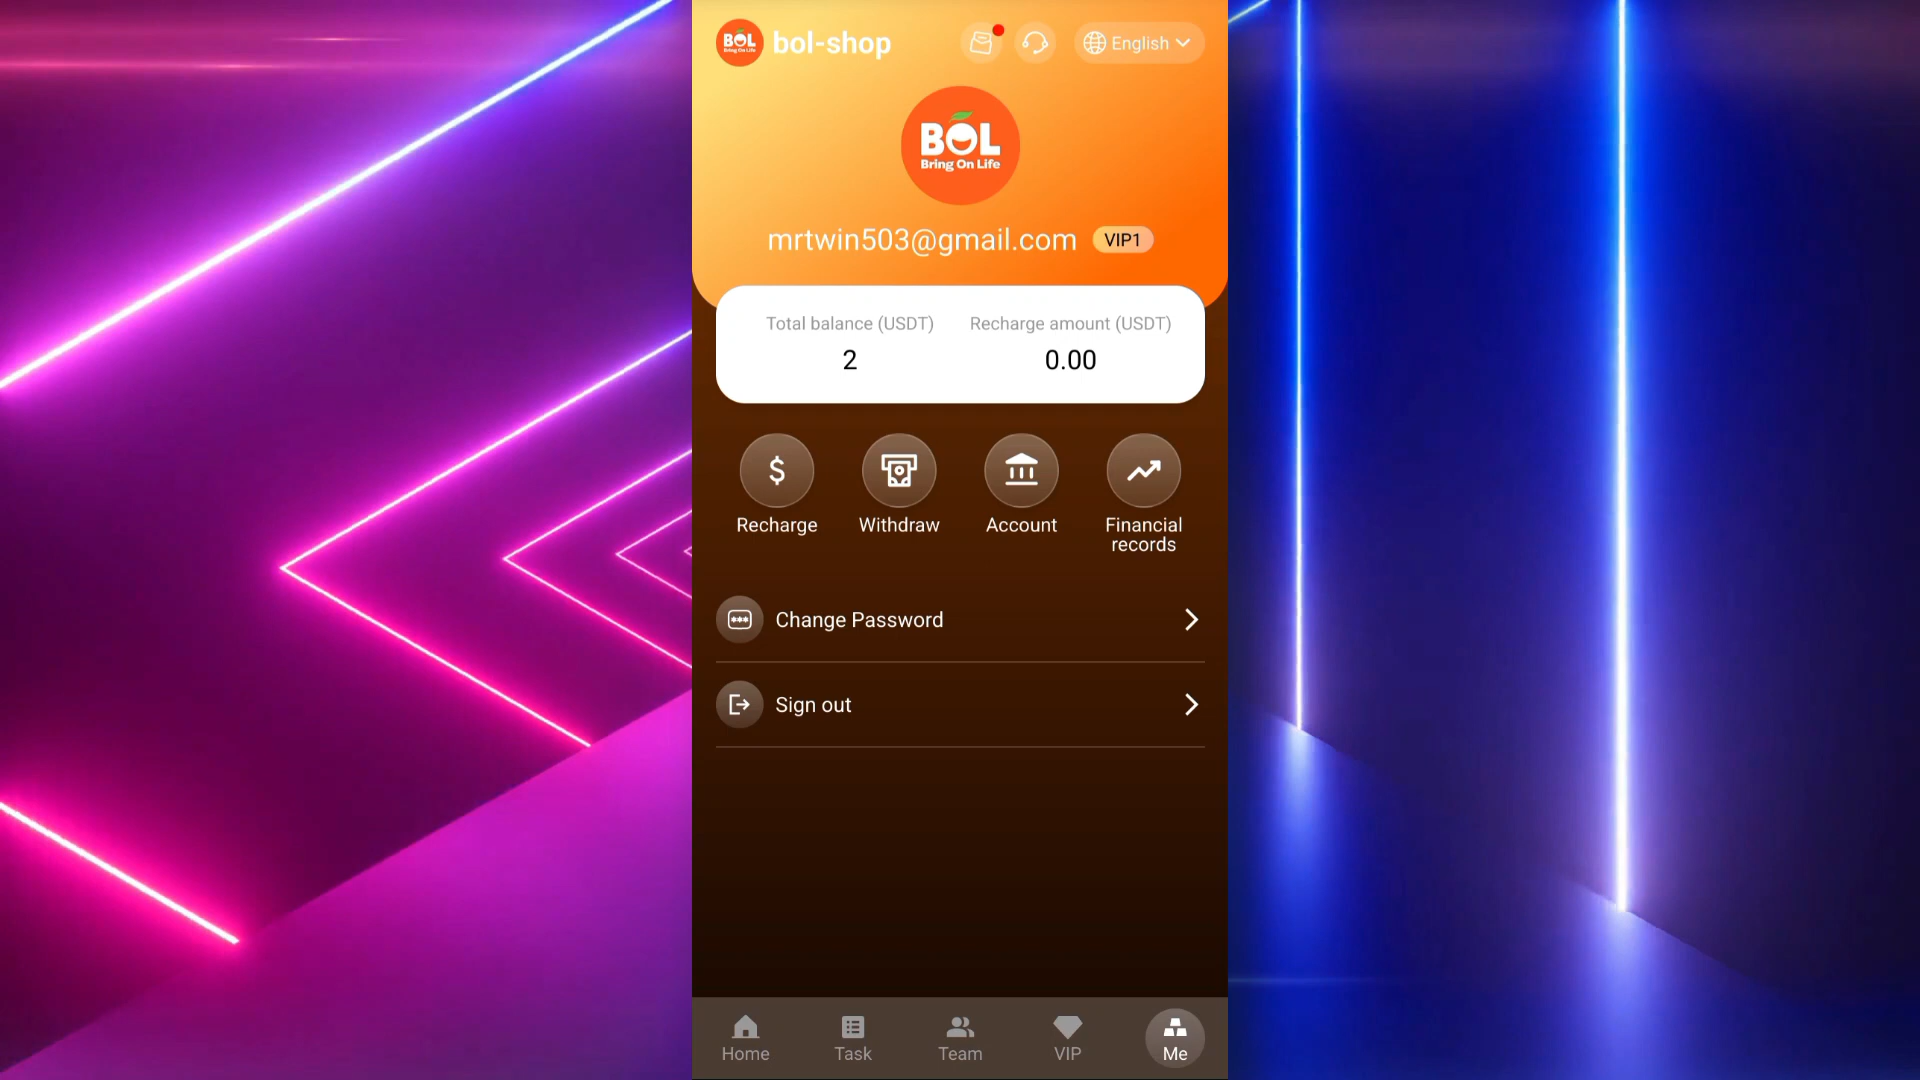 BOL
Bring On Life
bol-shop
English
BOL
Bring On Life
mrtwin503@gmail.com VIP1
Total balance (USDT) Recharge amount (USDT)
2 0.00
$
Recharge Withdraw Account Financial records
***
Change Password
Sign out
Home Task Team VIP Me